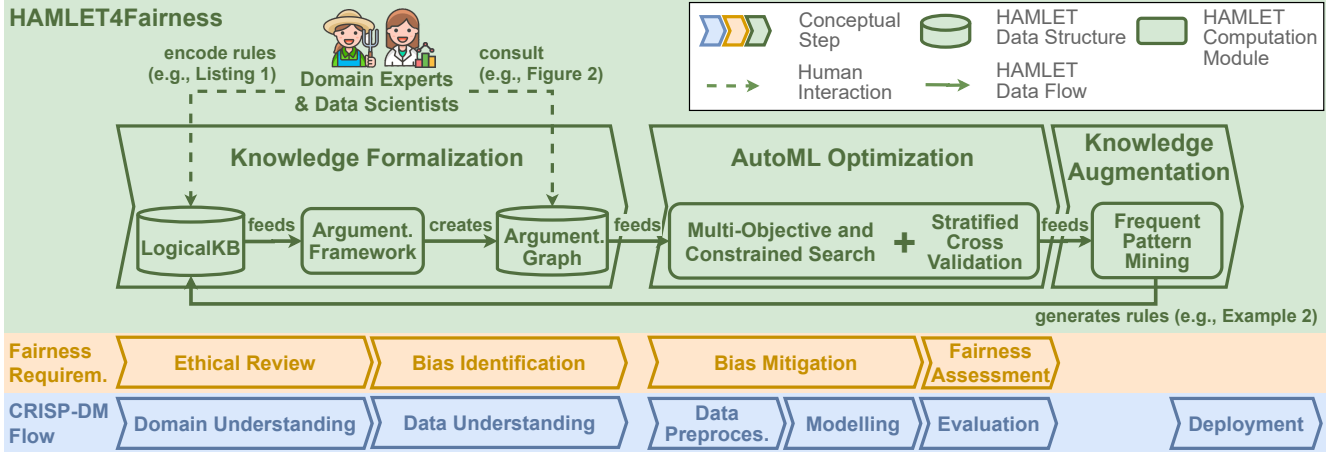 HAMLET4Fairness
encode rules
(e.g., Listing 1)
consult
(e.g., Figure 2)
Domain Experts
& Data Scientists
Conceptual
Step
HAMLET
Data Structure
HAMLET
Computation
Module
Human
Interaction
HAMLET
Data Flow
Knowledge Formalization
AutoML Optimization
Knowledge
Augmentation
LogicalKB
feeds
Argument.
Framework
creates
Argument.
Graph
feeds
Multi-Objective and
Constrained Search
+
Stratified
Cross
Validation
feeds
Frequent
Pattern
Mining
generates rules (e.g., Example 2)
Fairness
Requirem.
Ethical Review
Bias Identification
Bias Mitigation
Fairness
Assessment
CRISP-DM
Flow
Domain Understanding
Data Understanding
Data
Preproces.
Modelling
Evaluation
Deployment